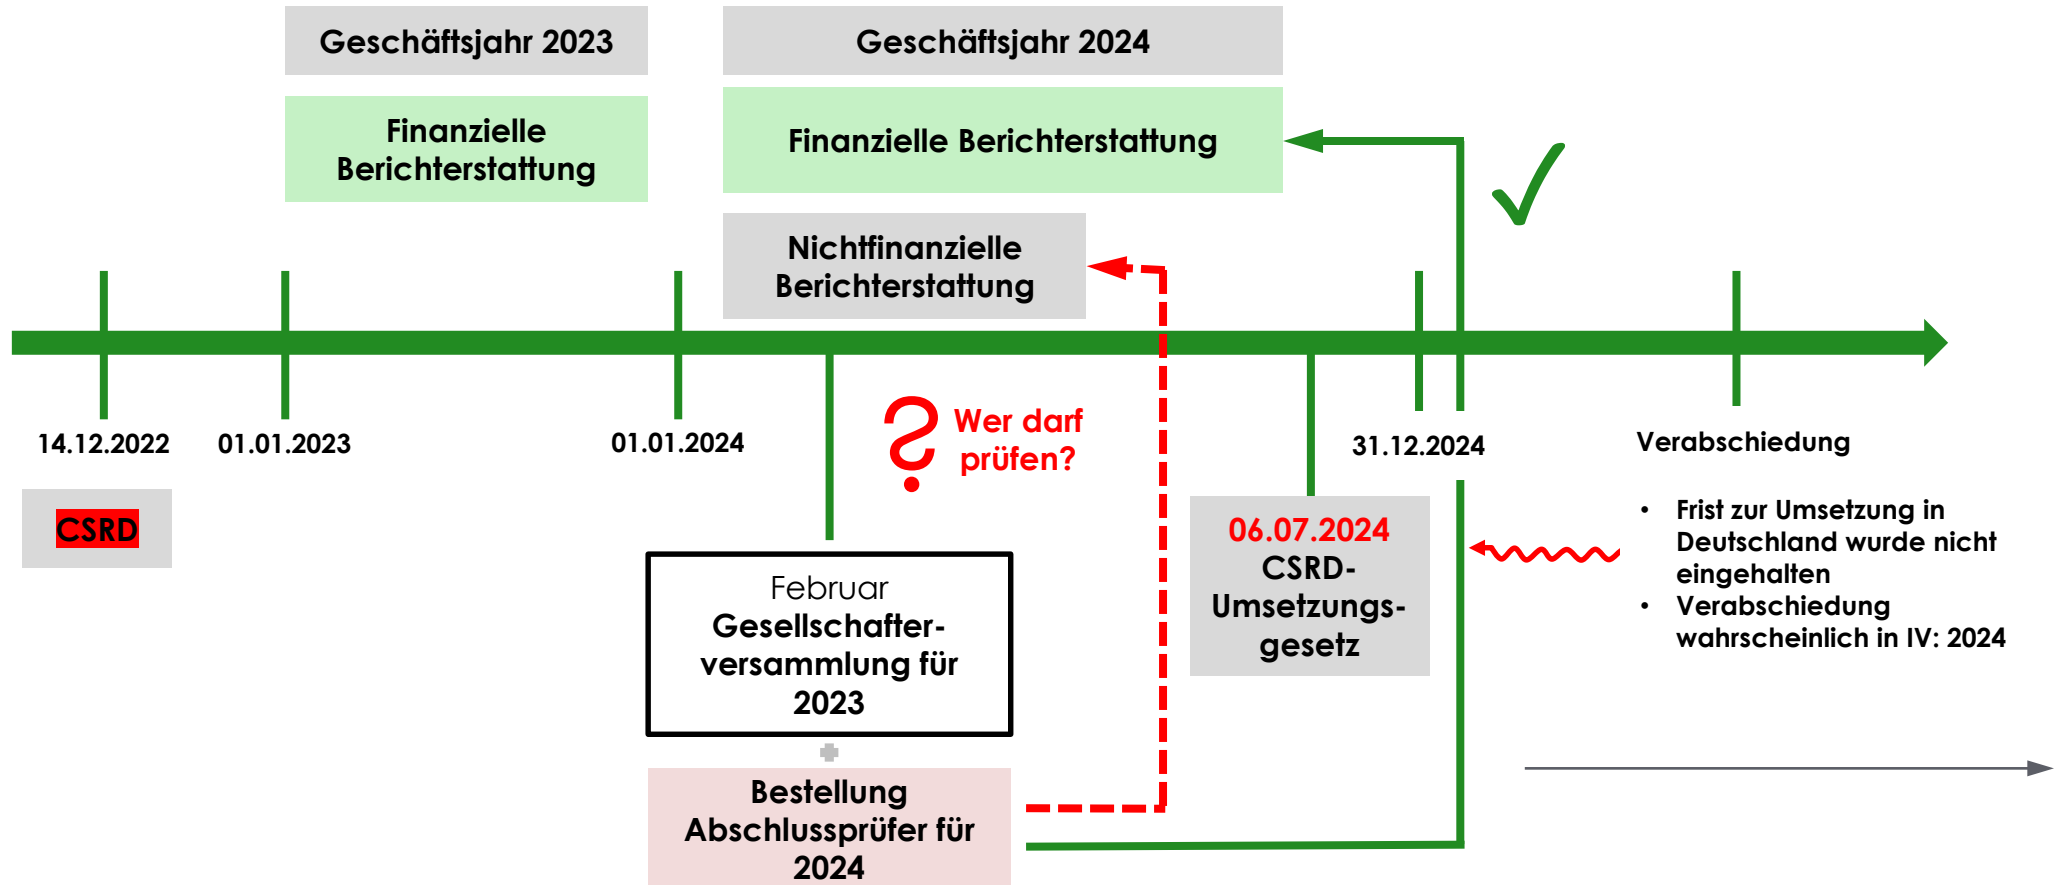 Geschäftsjahr 2023
Geschäftsjahr 2024
Finanzielle
Berichterstattung
Finanzielle Berichterstattung
Nichtfinanzielle
Berichterstattung
14.12.2022
01.01.2023
01.01.2024
?
Wer darf
prüfen?
31.12.2024
Verabschiedung
CSRD
06.07.2024
CSRD-
Umsetzungs-
gesetz
• Frist zur Umsetzung in
Deutschland wurde nicht
eingehalten
• Verabschiedung
wahrscheinlich in IV: 2024
Februar
Gesellschafter-
versammlung für
2023
Bestellung
Abschlussprüfer für
2024